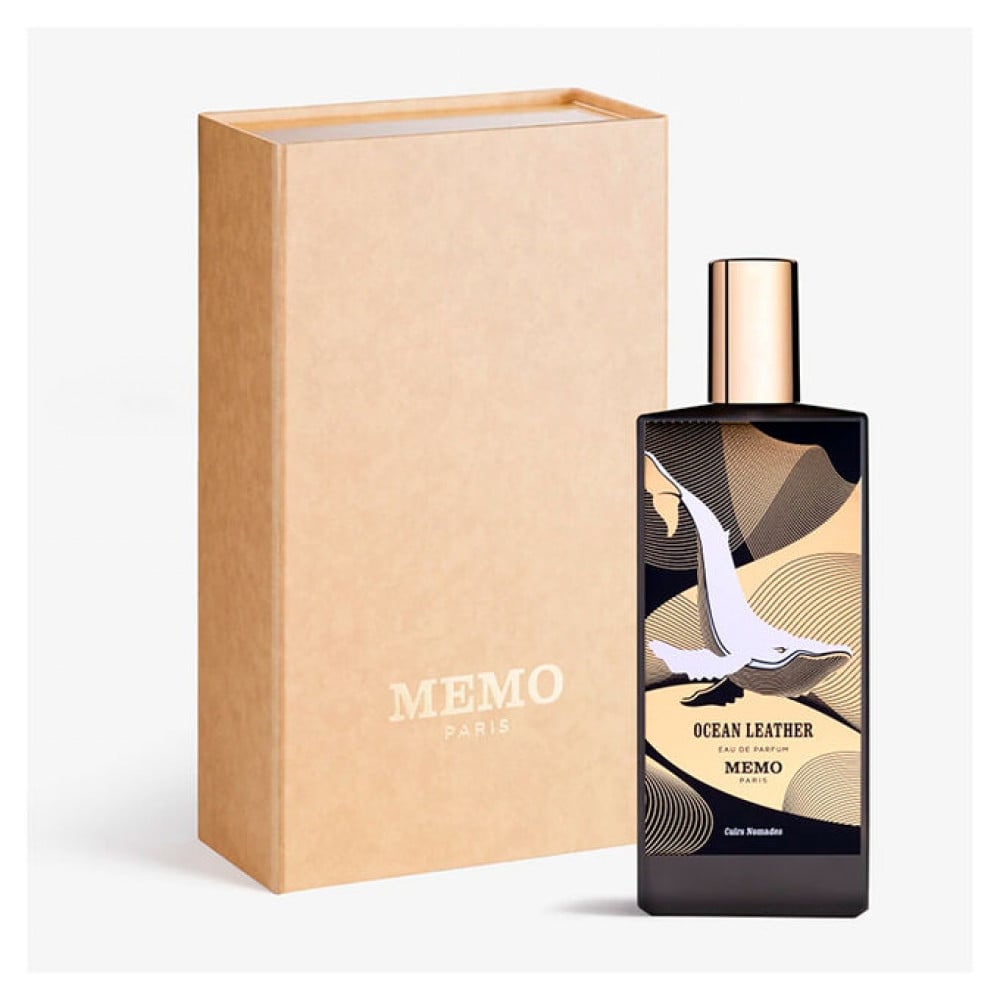 MEMO
PARIS
OCEAN LEATHER
EAU DE PARFUM
MEMO
PARIS
Cuirs Nomades